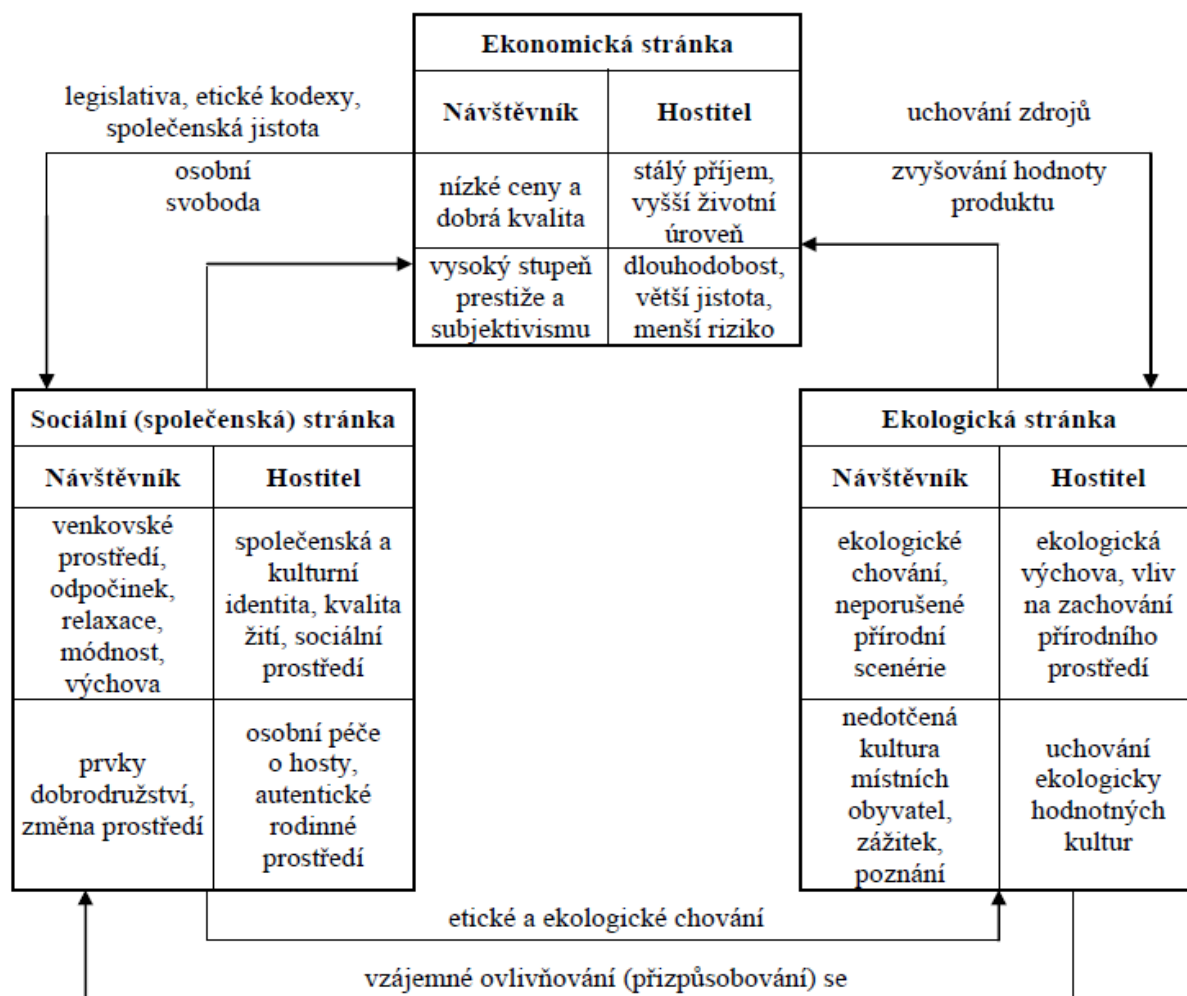 Ekonomická stránka
Návštěvník
Hostitel
nízké ceny a
dobrá kvalita
stálý příjem,
vyšší životní
úroveň
vysoký stupeň
prestiže a
subjektivismu
dlouhodobost,
větší jistota,
menší riziko
legislativa, etické kodexy,
společenská jistota
osobní
svoboda
uchování zdrojů
zvyšování hodnoty
produktu
Sociální (společenská) stránka
Návštěvník
Hostitel
venkovské
prostředí,
odpočinek,
relaxace,
módnost,
výchova
společenská a
kulturní
identita, kvalita
žití, sociální
prostředí
prvky
dobrodružství,
změna prostředí
osobní péče
o hosty,
autentické
rodinné
prostředí
Ekologická stránka
Návštěvník
Hostitel
ekologické
chování,
neporušené
přírodní
scenérie
ekologická
výchova, vliv
na zachování
přírodního
prostředí
nedotčená
kultura
místních
obyvatel,
zážitek,
poznání
uchování
ekologicky
hodnotných
kultur
etické a ekologické chování
vzájemné ovlivňování (přizpůsobování) se